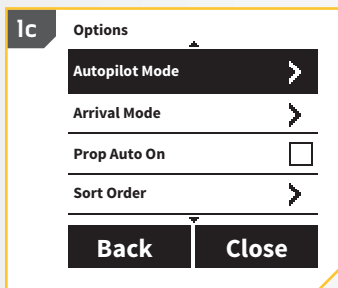 1c
Options
Autopilot Mode
Arrival Mode
Prop Auto On
Sort Order
Back Close